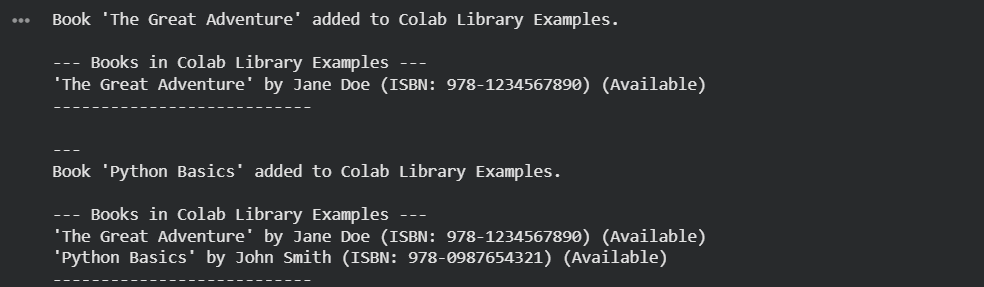 Book 'The Great Adventure' added to Colab Library Examples.
--- Books in Colab Library Examples ---
'The Great Adventure' by Jane Doe (ISBN: 978-1234567890) (Available)
---------------------------
---
Book 'Python Basics' added to Colab Library Examples.
--- Books in Colab Library Examples ---
'The Great Adventure' by Jane Doe (ISBN: 978-1234567890) (Available)
'Python Basics' by John Smith (ISBN: 978-0987654321) (Available)
---------------------------